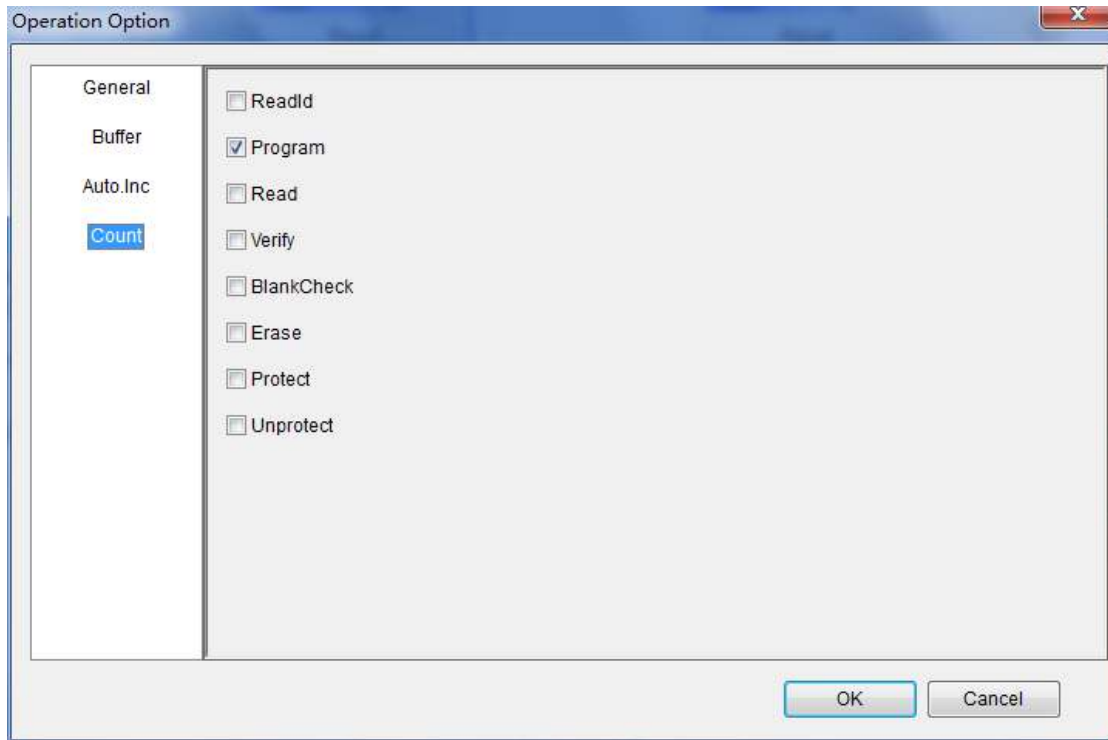 Operation Option
General
Buffer
Auto.Inc
Count
ReadId
Program
Read
Verify
BlankCheck
Erase
Protect
Unprotect
OK
Cancel